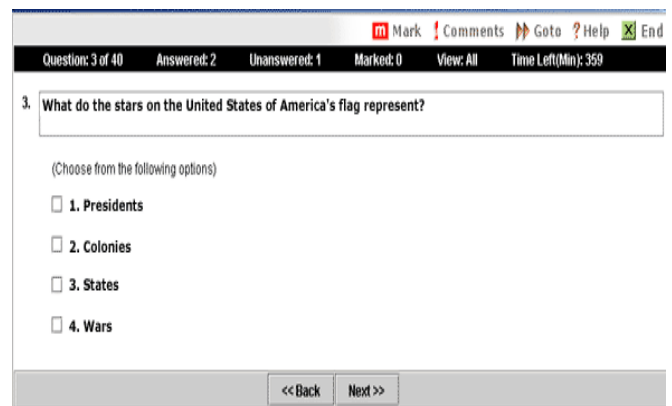 m Mark ! Comments Goto ? Help X End
Question: 3 of 40 Answered: 2 Unanswered: 1 Marked: 0 View: All Time Left(Min): 359
3. What do the stars on the United States of America's flag represent?
(Choose from the following options)
1. Presidents
2. Colonies
3. States
4. Wars
<< Back Next >>